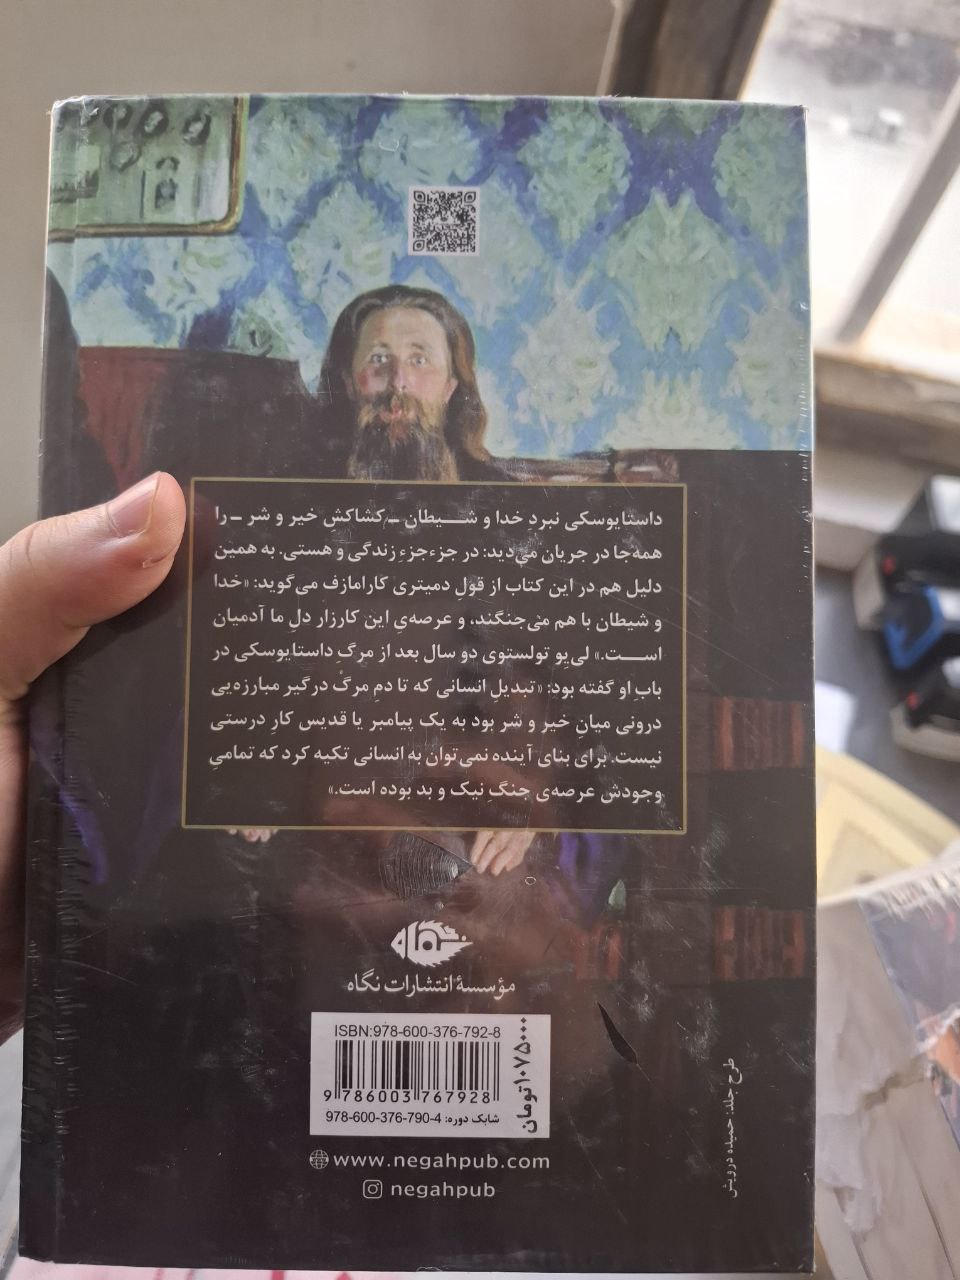 داستایوسکی نبردِ خدا و شیطان ـ کشاکش خیر و شر ـ را
همه‌جا در جریان می‌دید: در جزءجزءِ زندگی و هستی. به همین
دلیل هم در این کتاب از قولِ دمیتری کارامازف می‌گوید: «خدا
و شیطان با هم می‌جنگند، و عرصه‌ی این کارزار دلِ ما آدمیان
است.» لی‌یِو تولستوی دو سال بعد از مرگِ داستایوسکی در
بابِ او گفته بود: «تبدیلِ انسانی که تا دمِ مرگ درگیر مبارزه‌یی
درونی میانِ خیر و شر بود به یک پیامبر یا قدیس کارِ درستی
نیست. برای بنای آینده نمی‌توان به انسانی تکیه کرد که تمامیِ
وجودش عرصه‌ی جنگِ نیک و بد بوده است.»
نگاه
مؤسسهٔ انتشارات نگاه
ISBN:978-600-376-792-8
9 786003 767928
شابک دوره: 978-600-376-790-4
۱۰۷۵۰۰۰ تومان
www.negahpub.com
negahpub
طرح جلد: حمیده درویش